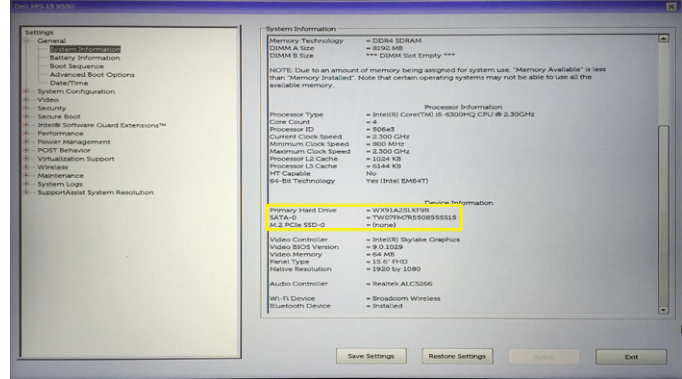 Dell XPS 15 9550
Settings
General
System Information
Battery Information
Boot Sequence
Advanced Boot Options
Date/Time
System Configuration
Video
Security
Secure Boot
Intel® Software Guard Extensions™
Performance
Power Management
POST Behavior
Virtualization Support
Wireless
Maintenance
System Logs
SupportAssist System Resolution
System Information
Memory Technology = DDR4 SDRAM
DIMM A Size = 8192 MB
DIMM B Size *** DIMM Slot Empty ***
NOTE: Due to an amount of memory being assigned for system use, "Memory Available" is less
than "Memory Installed". Note that certain operating systems may not be able to use all the
available memory.
Processor Information
Processor Type = Intel(R) Core(TM) i5-6300HQ CPU @ 2.30GHz
Core Count = 4
Processor ID = 506e3
Current Clock Speed = 2.300 GHz
Minimum Clock Speed = 800 MHz
Maximum Clock Speed = 2.300 GHz
Processor L2 Cache = 1024 KB
Processor L3 Cache = 6144 KB
HT Capable No
64-Bit Technology Yes (Intel EM64T)
Device Information
Primary Hard Drive =
SATA-0 =
M.2 PCIe SSD-0 = (none)
Video Controller = Intel(R) Skylake Graphics
Video BIOS Version = 9.0.1029
Video Memory = 64 MB
Panel Type = 15.6" FHD
Native Resolution = 1920 by 1080
Audio Controller = Realtek ALC3266
Wi-Fi Device = Broadcom Wireless
Bluetooth Device = Installed
Save Settings
Restore Settings
Apply
Exit